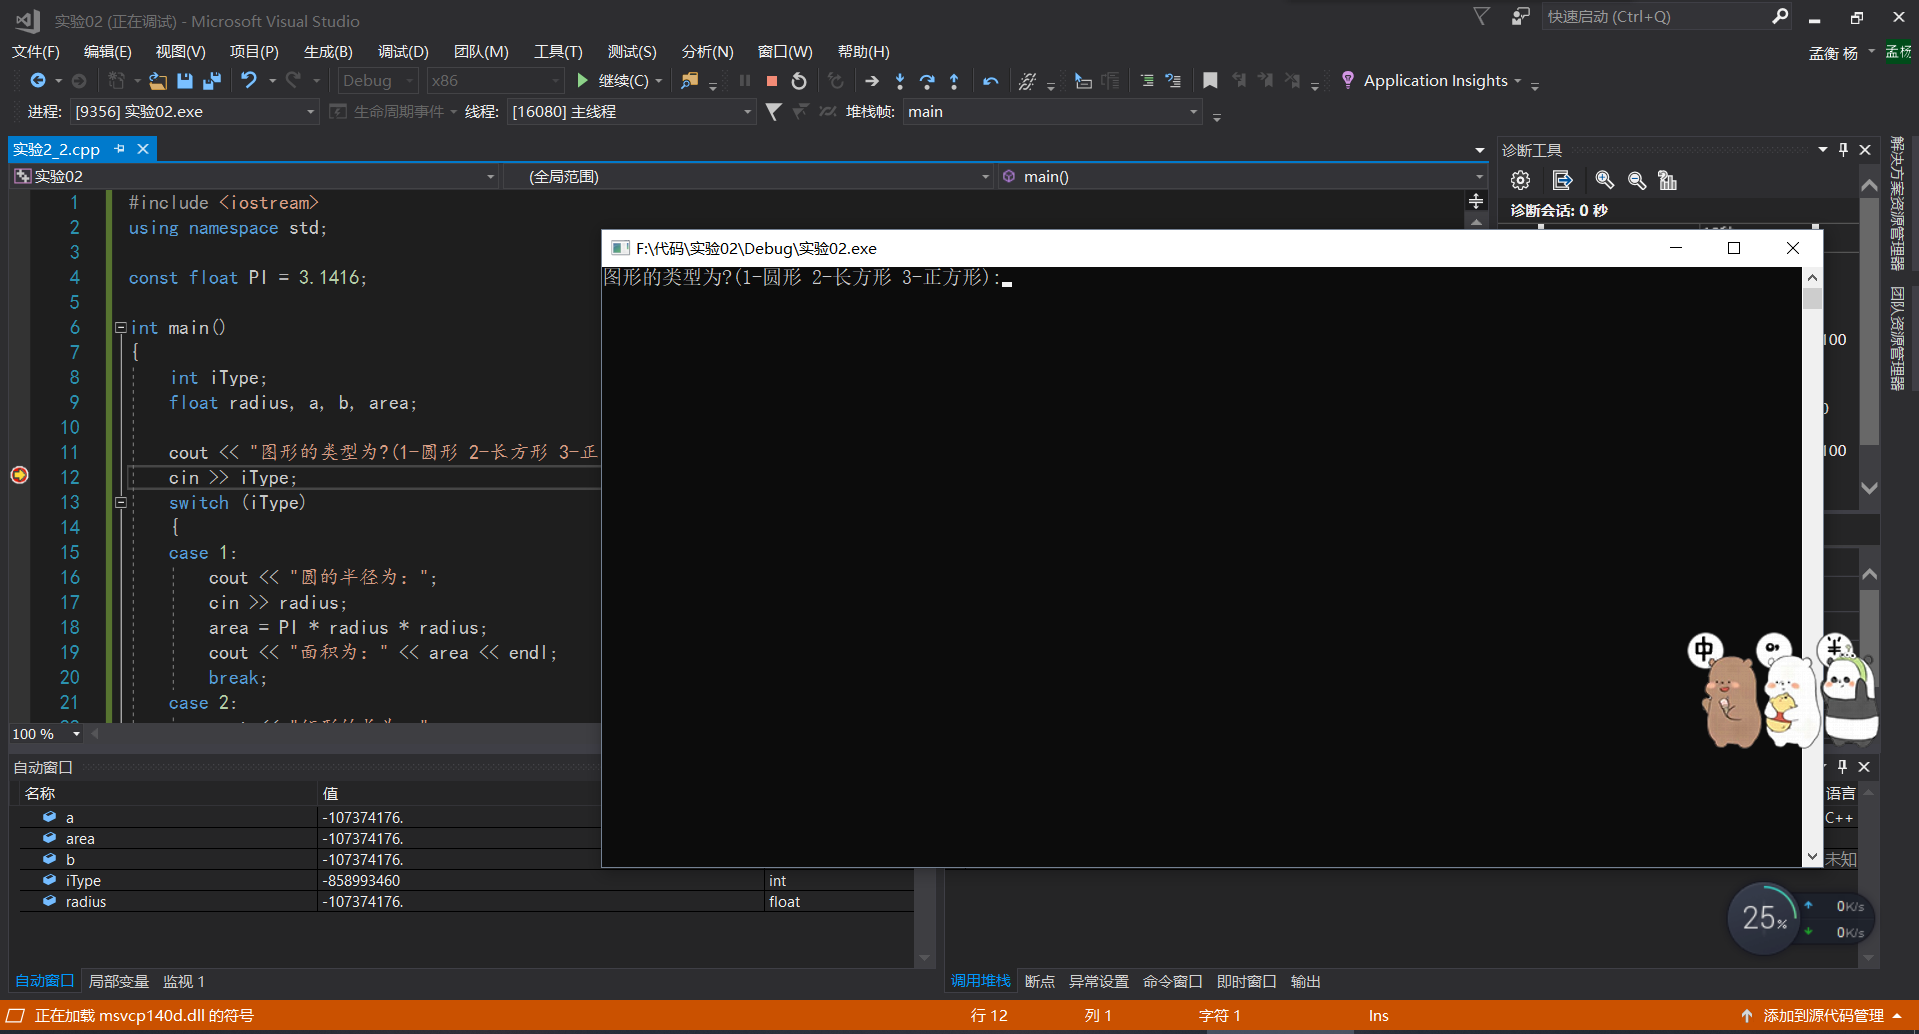 实验02 (正在调试) - Microsoft Visual Studio
快速启动 (Ctrl+Q)
文件(F) 编辑(E) 视图(V) 项目(P) 生成(B) 调试(D) 团队(M) 工具(T) 测试(S) 分析(N) 窗口(W) 帮助(H)
孟衡 杨 孟杨
Debug x86 继续(C) Application Insights
进程: [9356] 实验02.exe 生命周期事件 线程: [16080] 主线程 堆栈帧: main
实验2_2.cpp
实验02 (全局范围) main()
1 #include <iostream>
2 using namespace std;
3
4 const float PI = 3.1416;
5
6 int main()
7 {
8 int iType;
9 float radius, a, b, area;
10
11 cout << "图形的类型为?(1-圆形 2-长方形 3-正
12 cin >> iType;
13 switch (iType)
14 {
15 case 1:
16 cout << "圆的半径为: ";
17 cin >> radius;
18 area = PI * radius * radius;
19 cout << "面积为: " << area << endl;
20 break;
21 case 2:
100 %
诊断工具
诊断会话: 0 秒
100
0
100
解决方案资源管理器
团队资源管理器
F:\代码\实验02\Debug\实验02.exe
图形的类型为?(1-圆形 2-长方形 3-正方形):
中
自动窗口
名称 值
a -107374176.
area -107374176.
b -107374176.
iType -858993460 int
radius -107374176. float
语言
C++
未知
25%
0K/s
0K/s
自动窗口 局部变量 监视 1
调用堆栈 断点 异常设置 命令窗口 即时窗口 输出
正在加载 msvcp140d.dll 的符号 行 12 列 1 字符 1 Ins 添加到源代码管理